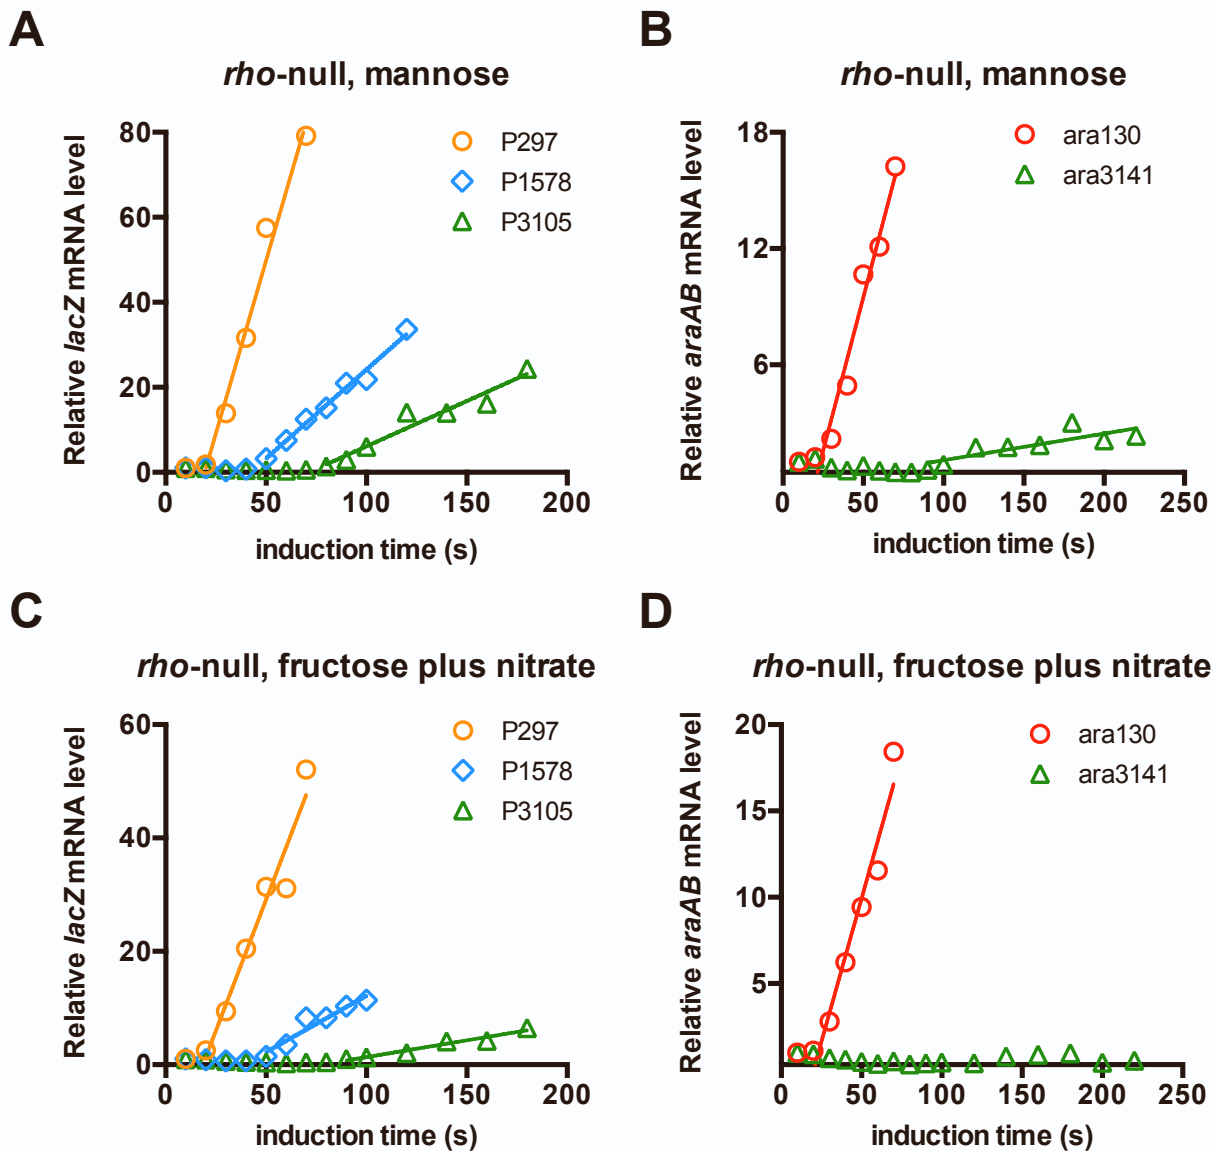 A
rho-null, mannose
Relative lacZ mRNA level
80
60
40
20
0
0 50 100 150 200
induction time (s)
P297
P1578
P3105
B
rho-null, mannose
Relative araAB mRNA level
18
12
6
0 50 100 150 200 250
induction time (s)
ara130
ara3141
C
rho-null, fructose plus nitrate
Relative lacZ mRNA level
60
40
20
0
0 50 100 150 200
induction time (s)
P297
P1578
P3105
D
rho-null, fructose plus nitrate
Relative araAB mRNA level
20
15
10
5
0 50 100 150 200 250
induction time (s)
ara130
ara3141